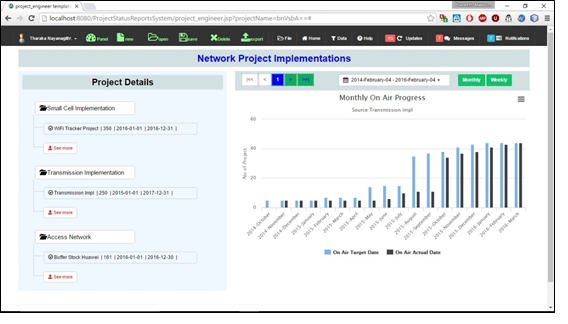 project_engineer templat
localhost:8080/ProjectStatusReportsSystem/project_engineer.jsp?projectName=bnVsbA==#
Tharaka Nayanagith Panel new open save Delete Export File Home Data Help 15 Updates Messages Notifications
Network Project Implementations
Project Details
Small Cell Implementation
WiFi Tracker Project | 350 | 2016-01-01 | 2016-12-31 |
See more
Transmission Implementation
Transmission Impl | 250 | 2015-01-01 | 2017-12-31 |
See more
Access Network
Buffer Stock Huawei | 161 | 2016-01-01 | 2016-12-30 |
See more
|<< < 1 > >>|
2014-February-04 - 2016-February-04
Monthly Weekly
Monthly On Air Progress
Source:Transmission Impl
No of Project
60
40
20
0
2014-October
2014-November
2014-December
2015-January
2015-March
2015-April
2015-May
2015-June
2015-July
2015-August
2015-September
2015-October
2015-November
2015-December
2016-January
2016-February
2016-March
On Air Target Date On Air Actual Date